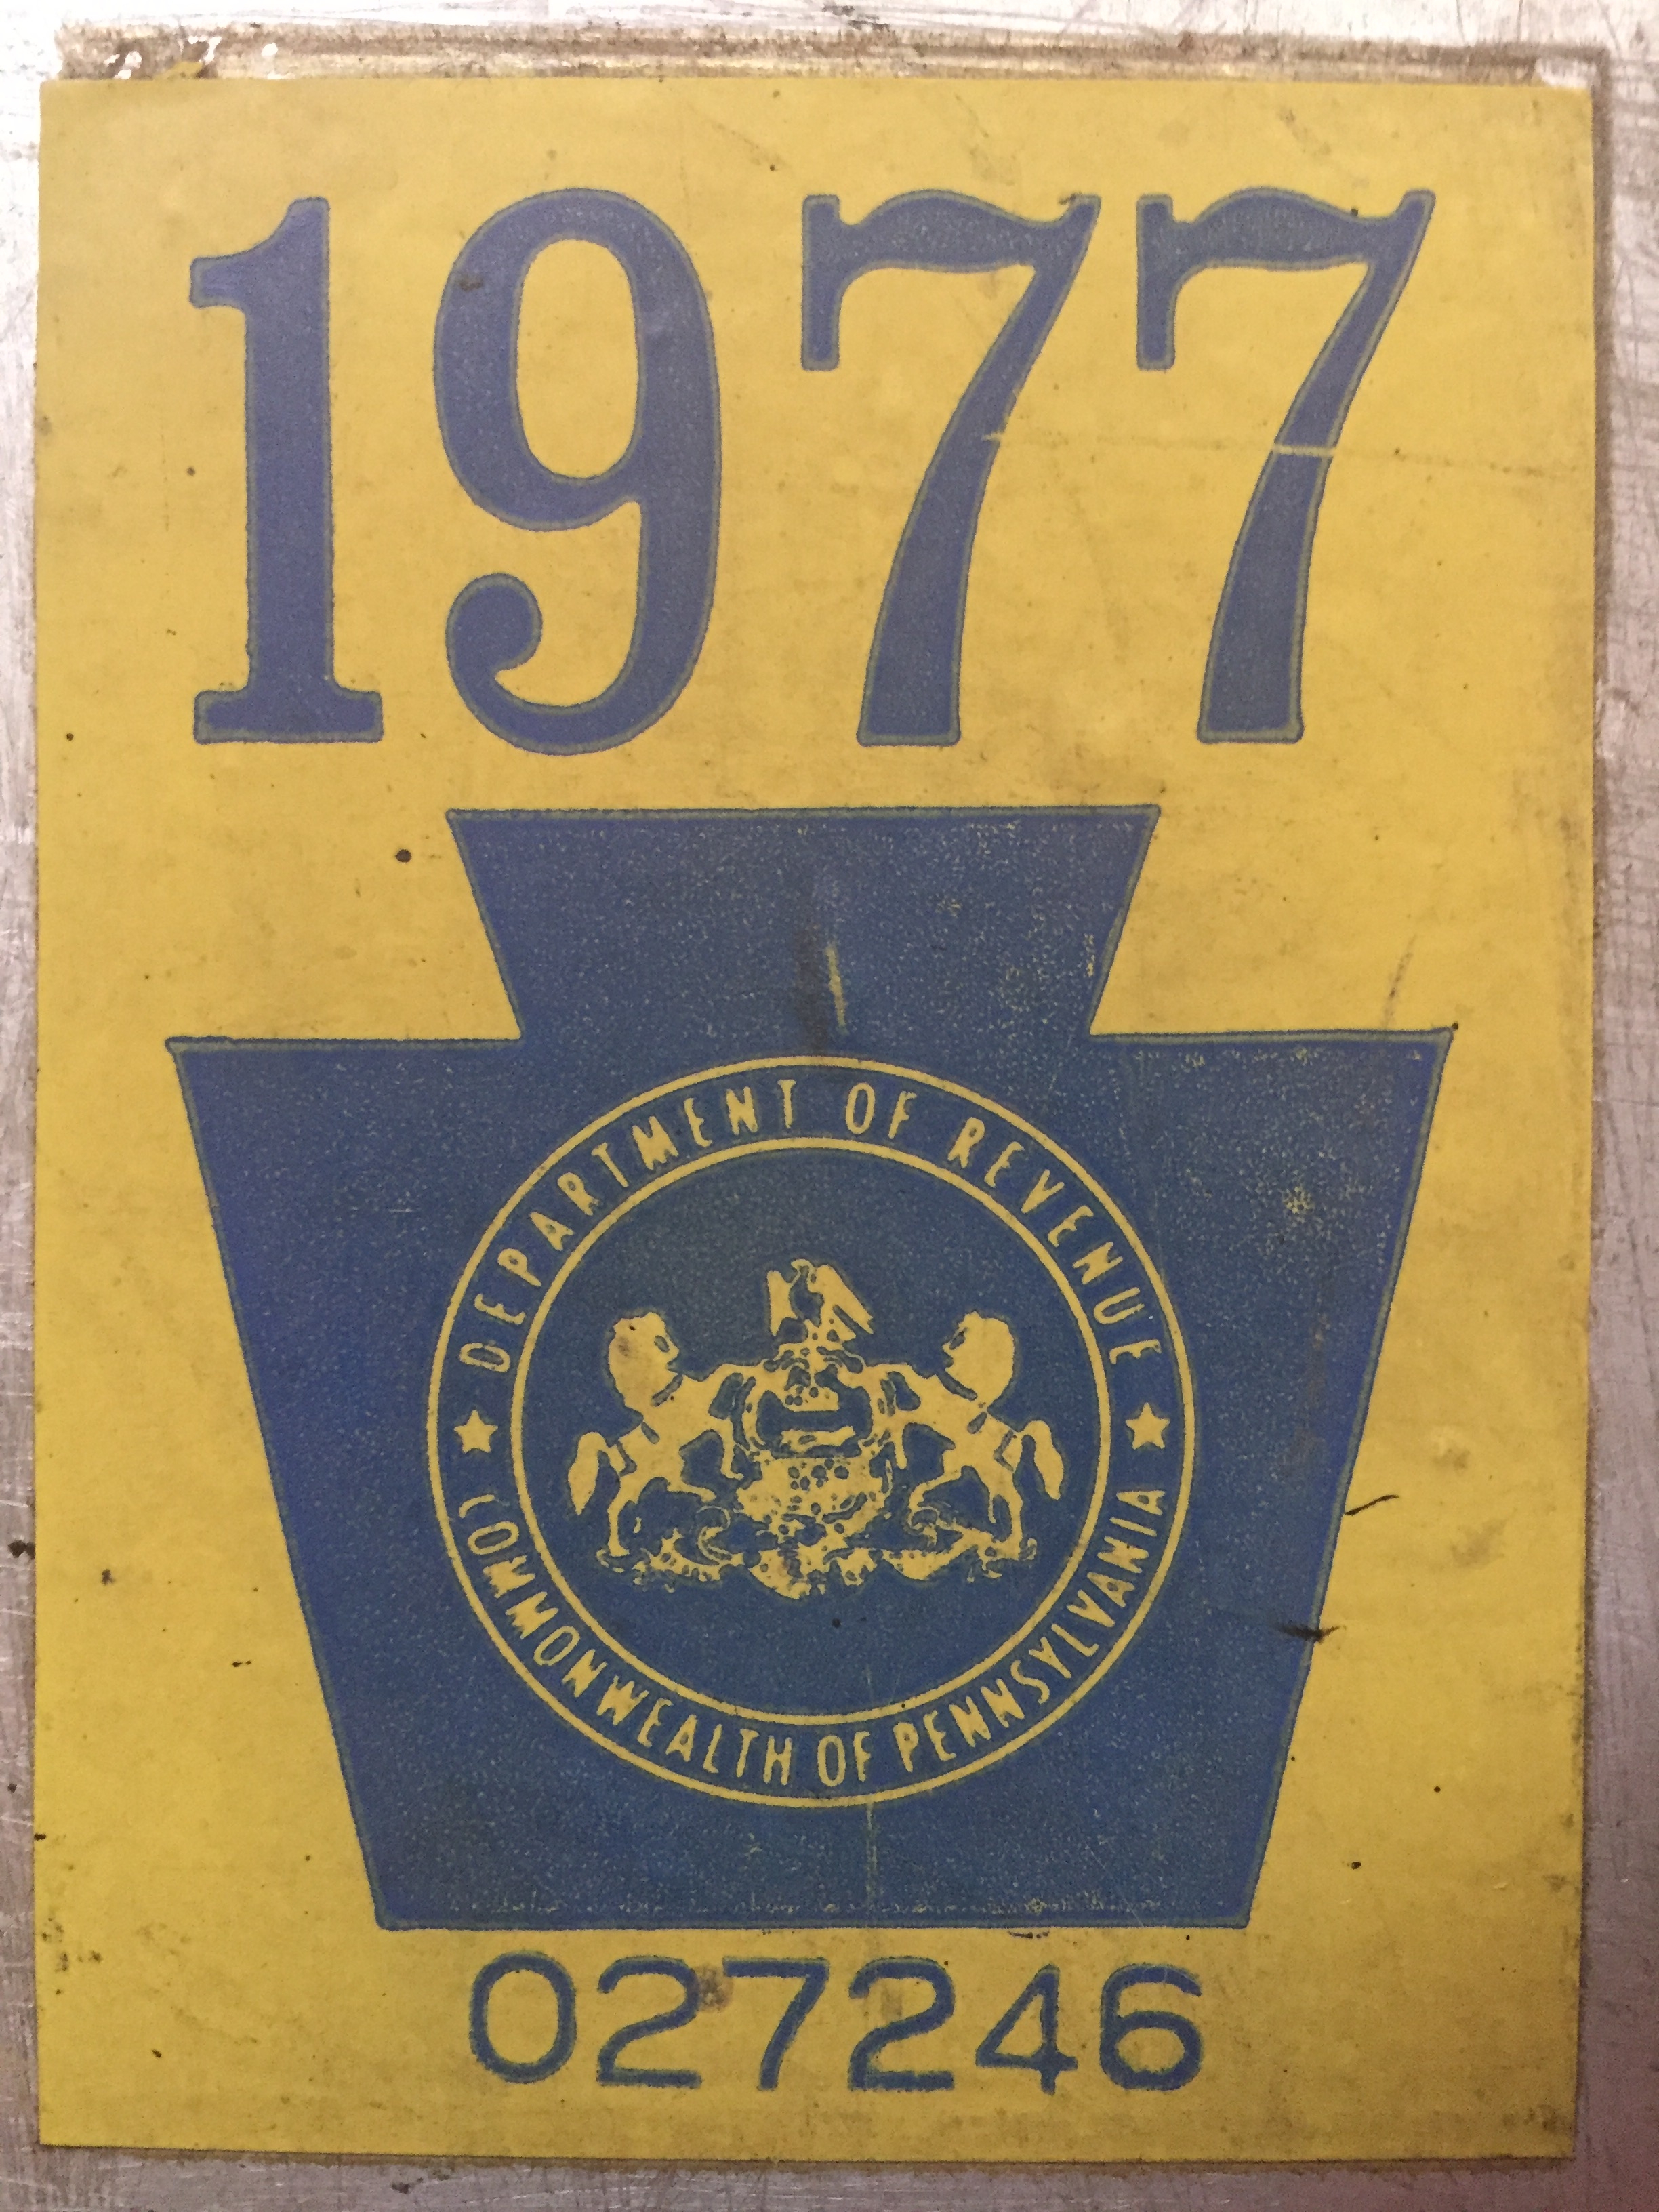 1977
DEPARTMENT OF REVENUE
COMMONWEALTH OF PENNSYLVANIA
027246